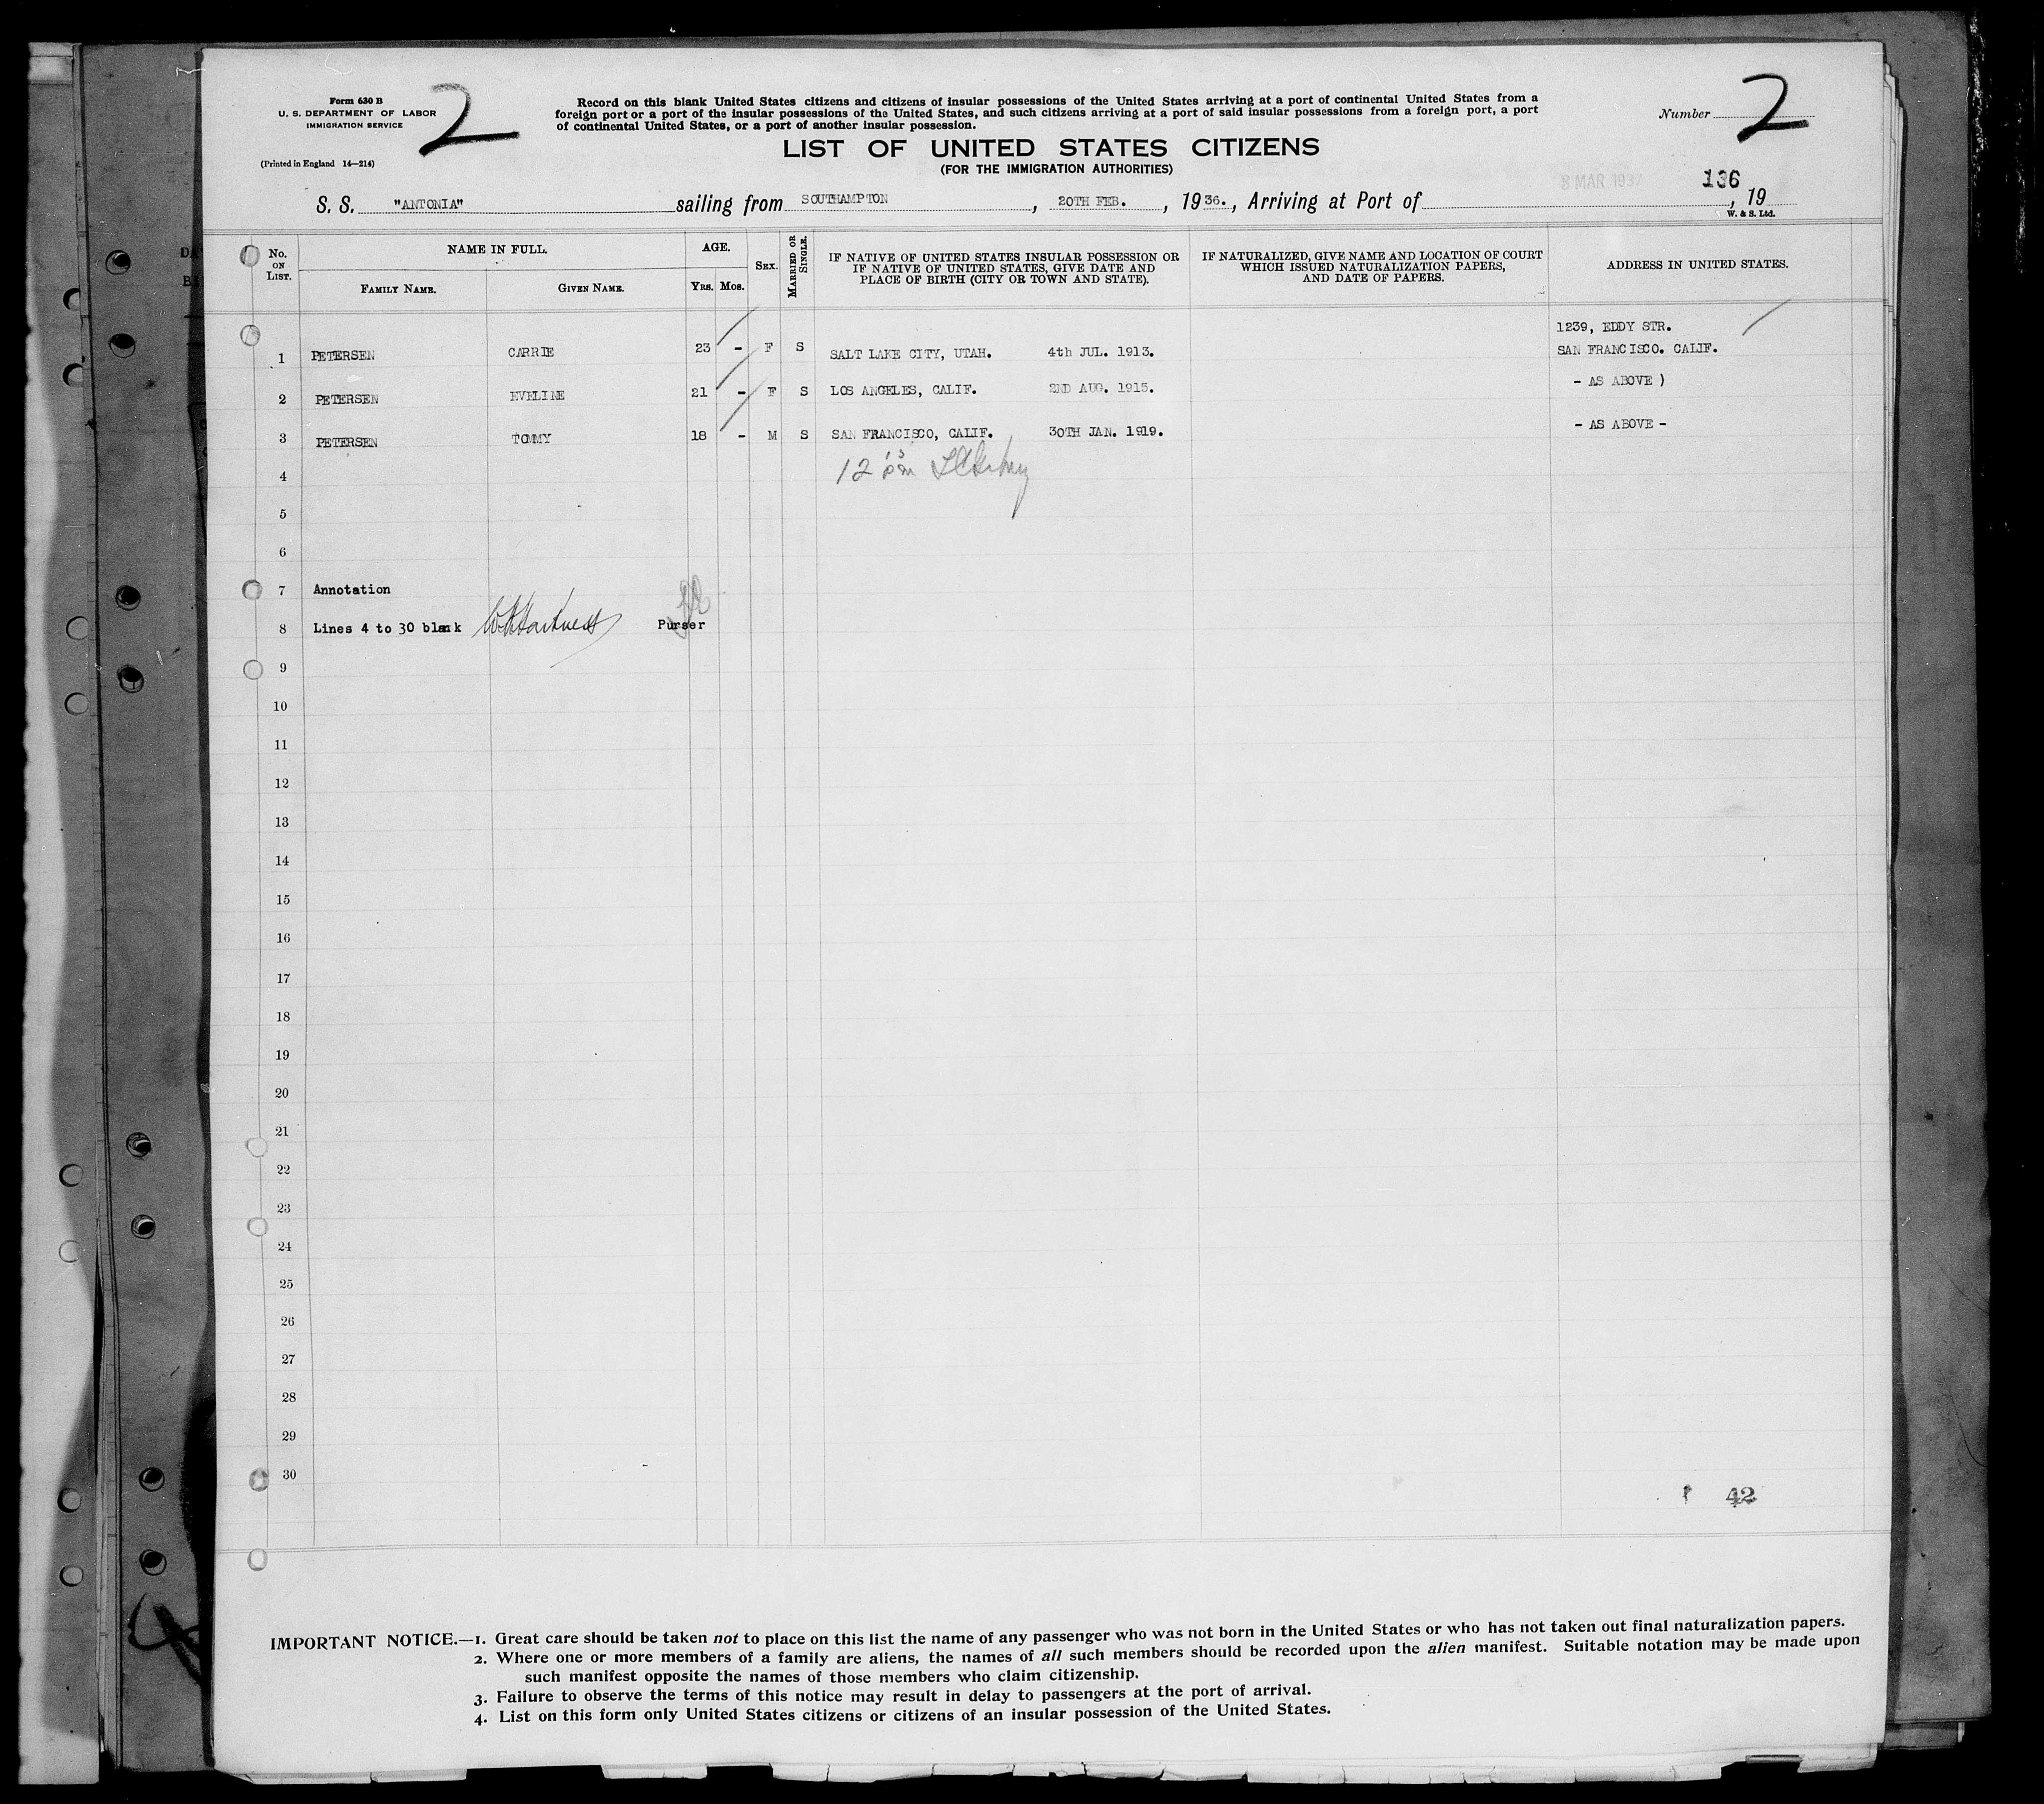 Form 630 B
U. S. DEPARTMENT OF LABOR
IMMIGRATION SERVICE
(Printed in England 14—214)
2
Record on this blank United States citizens and citizens of insular possessions of the United States arriving at a port of continental United States from a
foreign port or a port of the insular possessions of the United States, and such citizens arriving at a port of said insular possessions from a foreign port, a port
of continental United States, or a port of another insular possession.
Number 2
LIST OF UNITED STATES CITIZENS
(FOR THE IMMIGRATION AUTHORITIES)
8 MAR 1937
136
S. S. "ANTONIA" sailing from SOUTHAMPTON, 20TH FEB., 1936., Arriving at Port of , 19
W. & S. Ltd.
No. ON LIST. NAME IN FULL. FAMILY NAME. GIVEN NAME. AGE. YRS. MOS. SEX. MARRIED OR SINGLE. IF NATIVE OF UNITED STATES INSULAR POSSESSION OR IF NATIVE OF UNITED STATES, GIVE DATE AND PLACE OF BIRTH (CITY OR TOWN AND STATE). IF NATURALIZED, GIVE NAME AND LOCATION OF COURT WHICH ISSUED NATURALIZATION PAPERS, AND DATE OF PAPERS. ADDRESS IN UNITED STATES.
1239, EDDY STR.
1 PETERSEN CARRIE 23 - F S SALT LAKE CITY, UTAH. 4th JUL. 1913. SAN FRANCISCO. CALIF.
2 PETERSEN EVELINE 21 - F S LOS ANGELES, CALIF. 2ND AUG. 1915. - AS ABOVE )
3 PETERSEN TOMMY 18 - M S SAN FRANCISCO, CALIF. 30TH JAN. 1919. - AS ABOVE -
4 12
5
6
7 Annotation
8 Lines 4 to 30 blank Purser
9
10
11
12
13
14
15
16
17
18
19
20
21
22
23
24
25
26
27
28
29
30
42
IMPORTANT NOTICE.—1. Great care should be taken not to place on this list the name of any passenger who was not born in the United States or who has not taken out final naturalization papers.
2. Where one or more members of a family are aliens, the names of all such members should be recorded upon the alien manifest. Suitable notation may be made upon
such manifest opposite the names of those members who claim citizenship.
3. Failure to observe the terms of this notice may result in delay to passengers at the port of arrival.
4. List on this form only United States citizens or citizens of an insular possession of the United States.